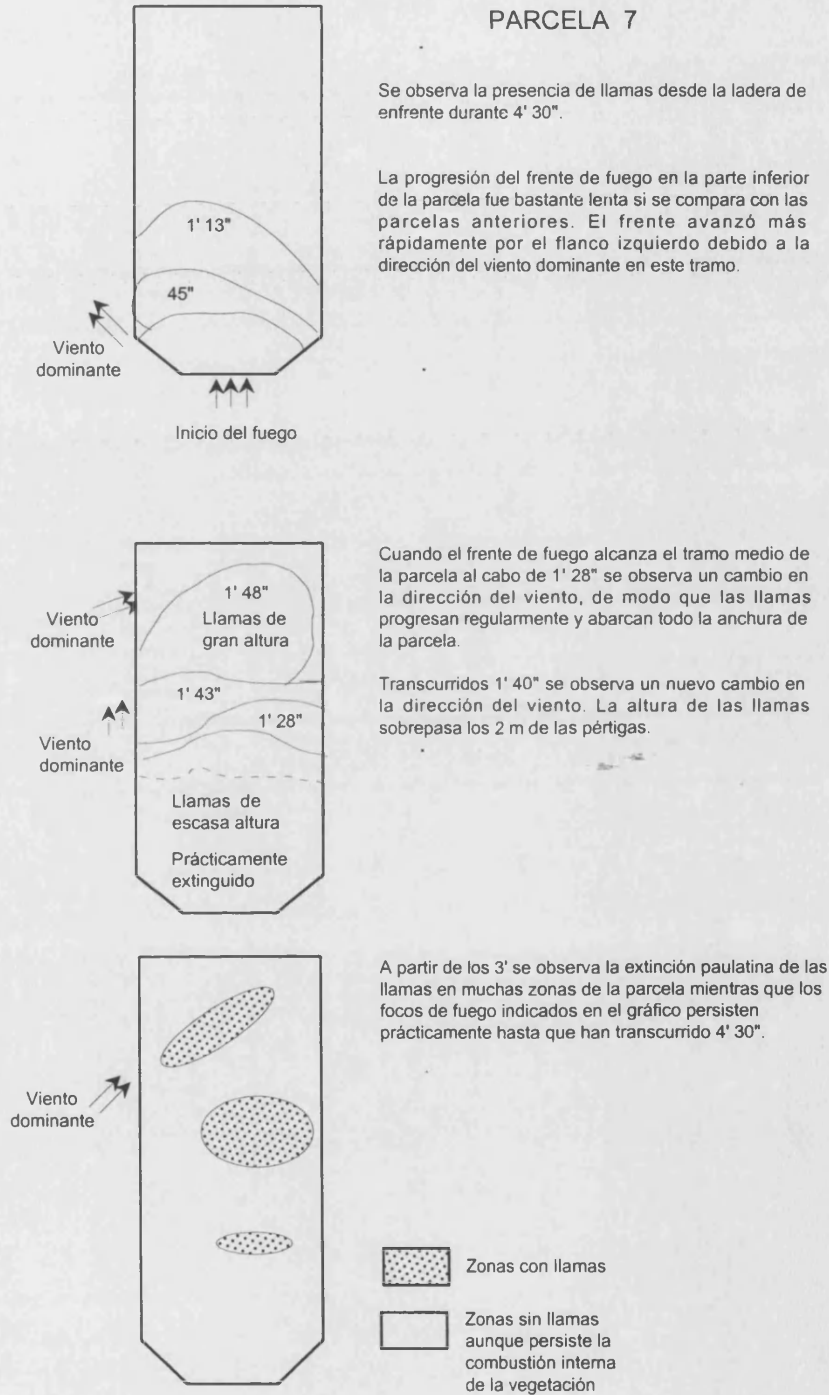 PARCELA 7
Se observa la presencia de llamas desde la ladera de
enfrente durante 4' 30".
La progresión del frente de fuego en la parte inferior
de la parcela fue bastante lenta si se compara con las
parcelas anteriores. El frente avanzó más
rápidamente por el flanco izquierdo debido a la
dirección del viento dominante en este tramo.
1' 13"
45"
Viento
dominante
Inicio del fuego
Cuando el frente de fuego alcanza el tramo medio de
la parcela al cabo de 1' 28" se observa un cambio en
la dirección del viento, de modo que las llamas
progresan regularmente y abarcan todo la anchura de
la parcela.
Transcurridos 1' 40" se observa un nuevo cambio en
la dirección del viento. La altura de las llamas
sobrepasa los 2 m de las pértigas.
1' 48"
Llamas de
gran altura
Viento
dominante
1' 43"
1' 28"
Viento
dominante
Llamas de
escasa altura
Prácticamente
extinguido
A partir de los 3' se observa la extinción paulatina de las
llamas en muchas zonas de la parcela mientras que los
focos de fuego indicados en el gráfico persisten
prácticamente hasta que han transcurrido 4' 30".
Viento
dominante
Zonas con llamas
Zonas sin llamas
aunque persiste la
combustión interna
de la vegetación